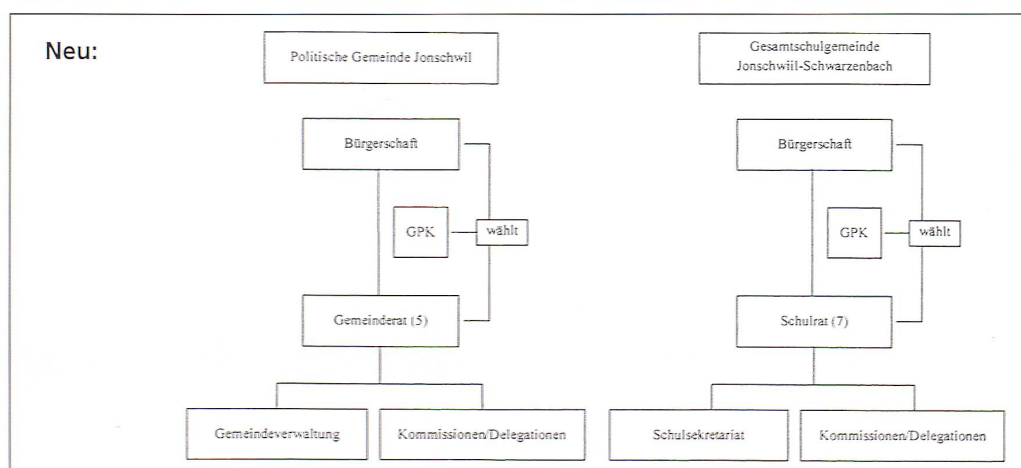 Neu:
Politische Gemeinde Jonschwil
Gesamtschulgemeinde
Jonschwiil-Schwarzenbach
Bürgerschaft
Bürgerschaft
GPK
wählt
GPK
wählt
Gemeinderat (5)
Schulrat (7)
Gemeindeverwaltung
Kommissionen/Delegationen
Schulsekretariat
Kommissionen/Delegationen